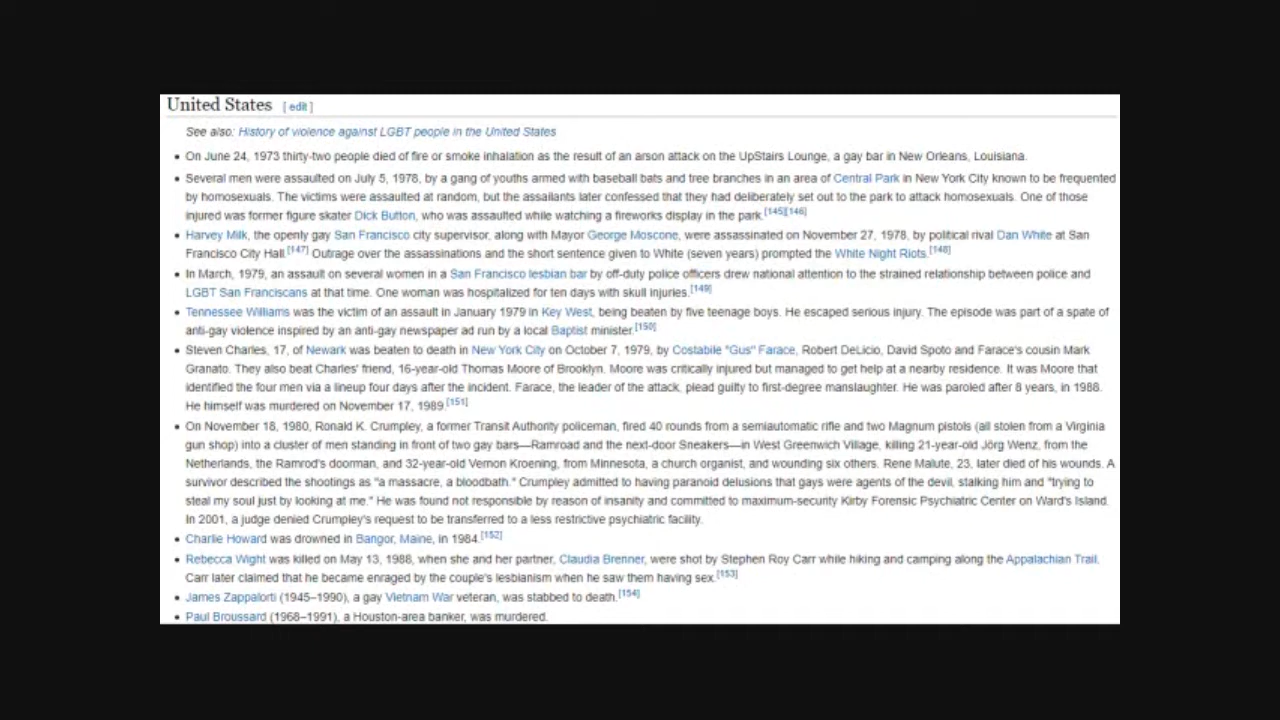 United States [ edit ]
See also: History of violence against LGBT people in the United States
• On June 24, 1973 thirty-two people died of fire or smoke inhalation as the result of an arson attack on the UpStairs Lounge, a gay bar in New Orleans, Louisiana.
• Several men were assaulted on July 5, 1978, by a gang of youths armed with baseball bats and tree branches in an area of Central Park in New York City known to be frequented
by homosexuals. The victims were assaulted at random, but the assailants later confessed that they had deliberately set out to the park to attack homosexuals. One of those
injured was former figure skater Dick Button, who was assaulted while watching a fireworks display in the park.[145][146]
• Harvey Milk, the openly gay San Francisco city supervisor, along with Mayor George Moscone, were assassinated on November 27, 1978, by political rival Dan White at San
Francisco City Hall.[147] Outrage over the assassinations and the short sentence given to White (seven years) prompted the White Night Riots.[148]
• In March, 1979, an assault on several women in a San Francisco lesbian bar by off-duty police officers drew national attention to the strained relationship between police and
LGBT San Franciscans at that time. One woman was hospitalized for ten days with skull injuries.[149]
• Tennessee Williams was the victim of an assault in January 1979 in Key West, being beaten by five teenage boys. He escaped serious injury. The episode was part of a spate of
anti-gay violence inspired by an anti-gay newspaper ad run by a local Baptist minister.[150]
• Steven Charles, 17, of Newark was beaten to death in New York City on October 7, 1979, by Costabile "Gus" Farace, Robert DeLicio, David Spoto and Farace's cousin Mark
Granato. They also beat Charles' friend, 16-year-old Thomas Moore of Brooklyn. Moore was critically injured but managed to get help at a nearby residence. It was Moore that
identified the four men via a lineup four days after the incident. Farace, the leader of the attack, plead guilty to first-degree manslaughter. He was paroled after 8 years, in 1988.
He himself was murdered on November 17, 1989.[151]
• On November 18, 1980, Ronald K. Crumpley, a former Transit Authority policeman, fired 40 rounds from a semiautomatic rifle and two Magnum pistols (all stolen from a Virginia
gun shop) into a cluster of men standing in front of two gay bars—Ramroad and the next-door Sneakers—in West Greenwich Village, killing 21-year-old Jörg Wenz, from the
Netherlands, the Ramrod's doorman, and 32-year-old Vernon Kroening, from Minnesota, a church organist, and wounding six others. Rene Malute, 23, later died of his wounds. A
survivor described the shootings as "a massacre, a bloodbath." Crumpley admitted to having paranoid delusions that gays were agents of the devil, stalking him and "trying to
steal my soul just by looking at me." He was found not responsible by reason of insanity and committed to maximum-security Kirby Forensic Psychiatric Center on Ward's Island.
In 2001, a judge denied Crumpley's request to be transferred to a less restrictive psychiatric facility.
• Charlie Howard was drowned in Bangor, Maine, in 1984.[152]
• Rebecca Wight was killed on May 13, 1988, when she and her partner, Claudia Brenner, were shot by Stephen Roy Carr while hiking and camping along the Appalachian Trail.
Carr later claimed that he became enraged by the couple's lesbianism when he saw them having sex.[153]
• James Zappalorti (1945–1990), a gay Vietnam War veteran, was stabbed to death.[154]
• Paul Broussard (1968–1991), a Houston-area banker, was murdered.